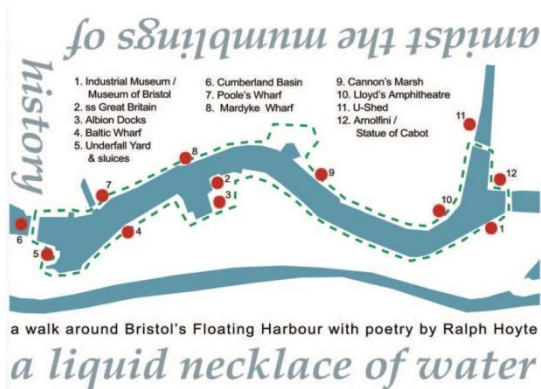 amidst the mumblings of
history
1. Industrial Museum /
Museum of Bristol
2. ss Great Britain
3. Albion Docks
4. Baltic Wharf
5. Underfall Yard
& sluices
6. Cumberland Basin
7. Poole's Wharf
8. Mardyke Wharf
9. Cannon's Marsh
10. Lloyd's Amphitheatre
11. U-Shed
12. Arnolfini /
Statue of Cabot
11
8
12
2
9
7
3
10
4
1
6
5
a walk around Bristol's Floating Harbour with poetry by Ralph Hoyte
a liquid necklace of water